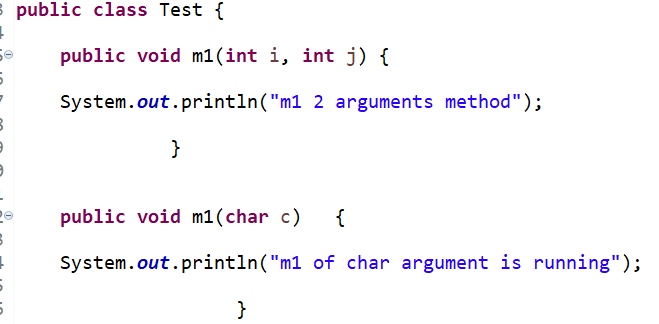 public class Test {
public void m1(int i, int j) {
System.out.println("m1 2 arguments method");
}
public void m1(char c) {
System.out.println("m1 of char argument is running");
}